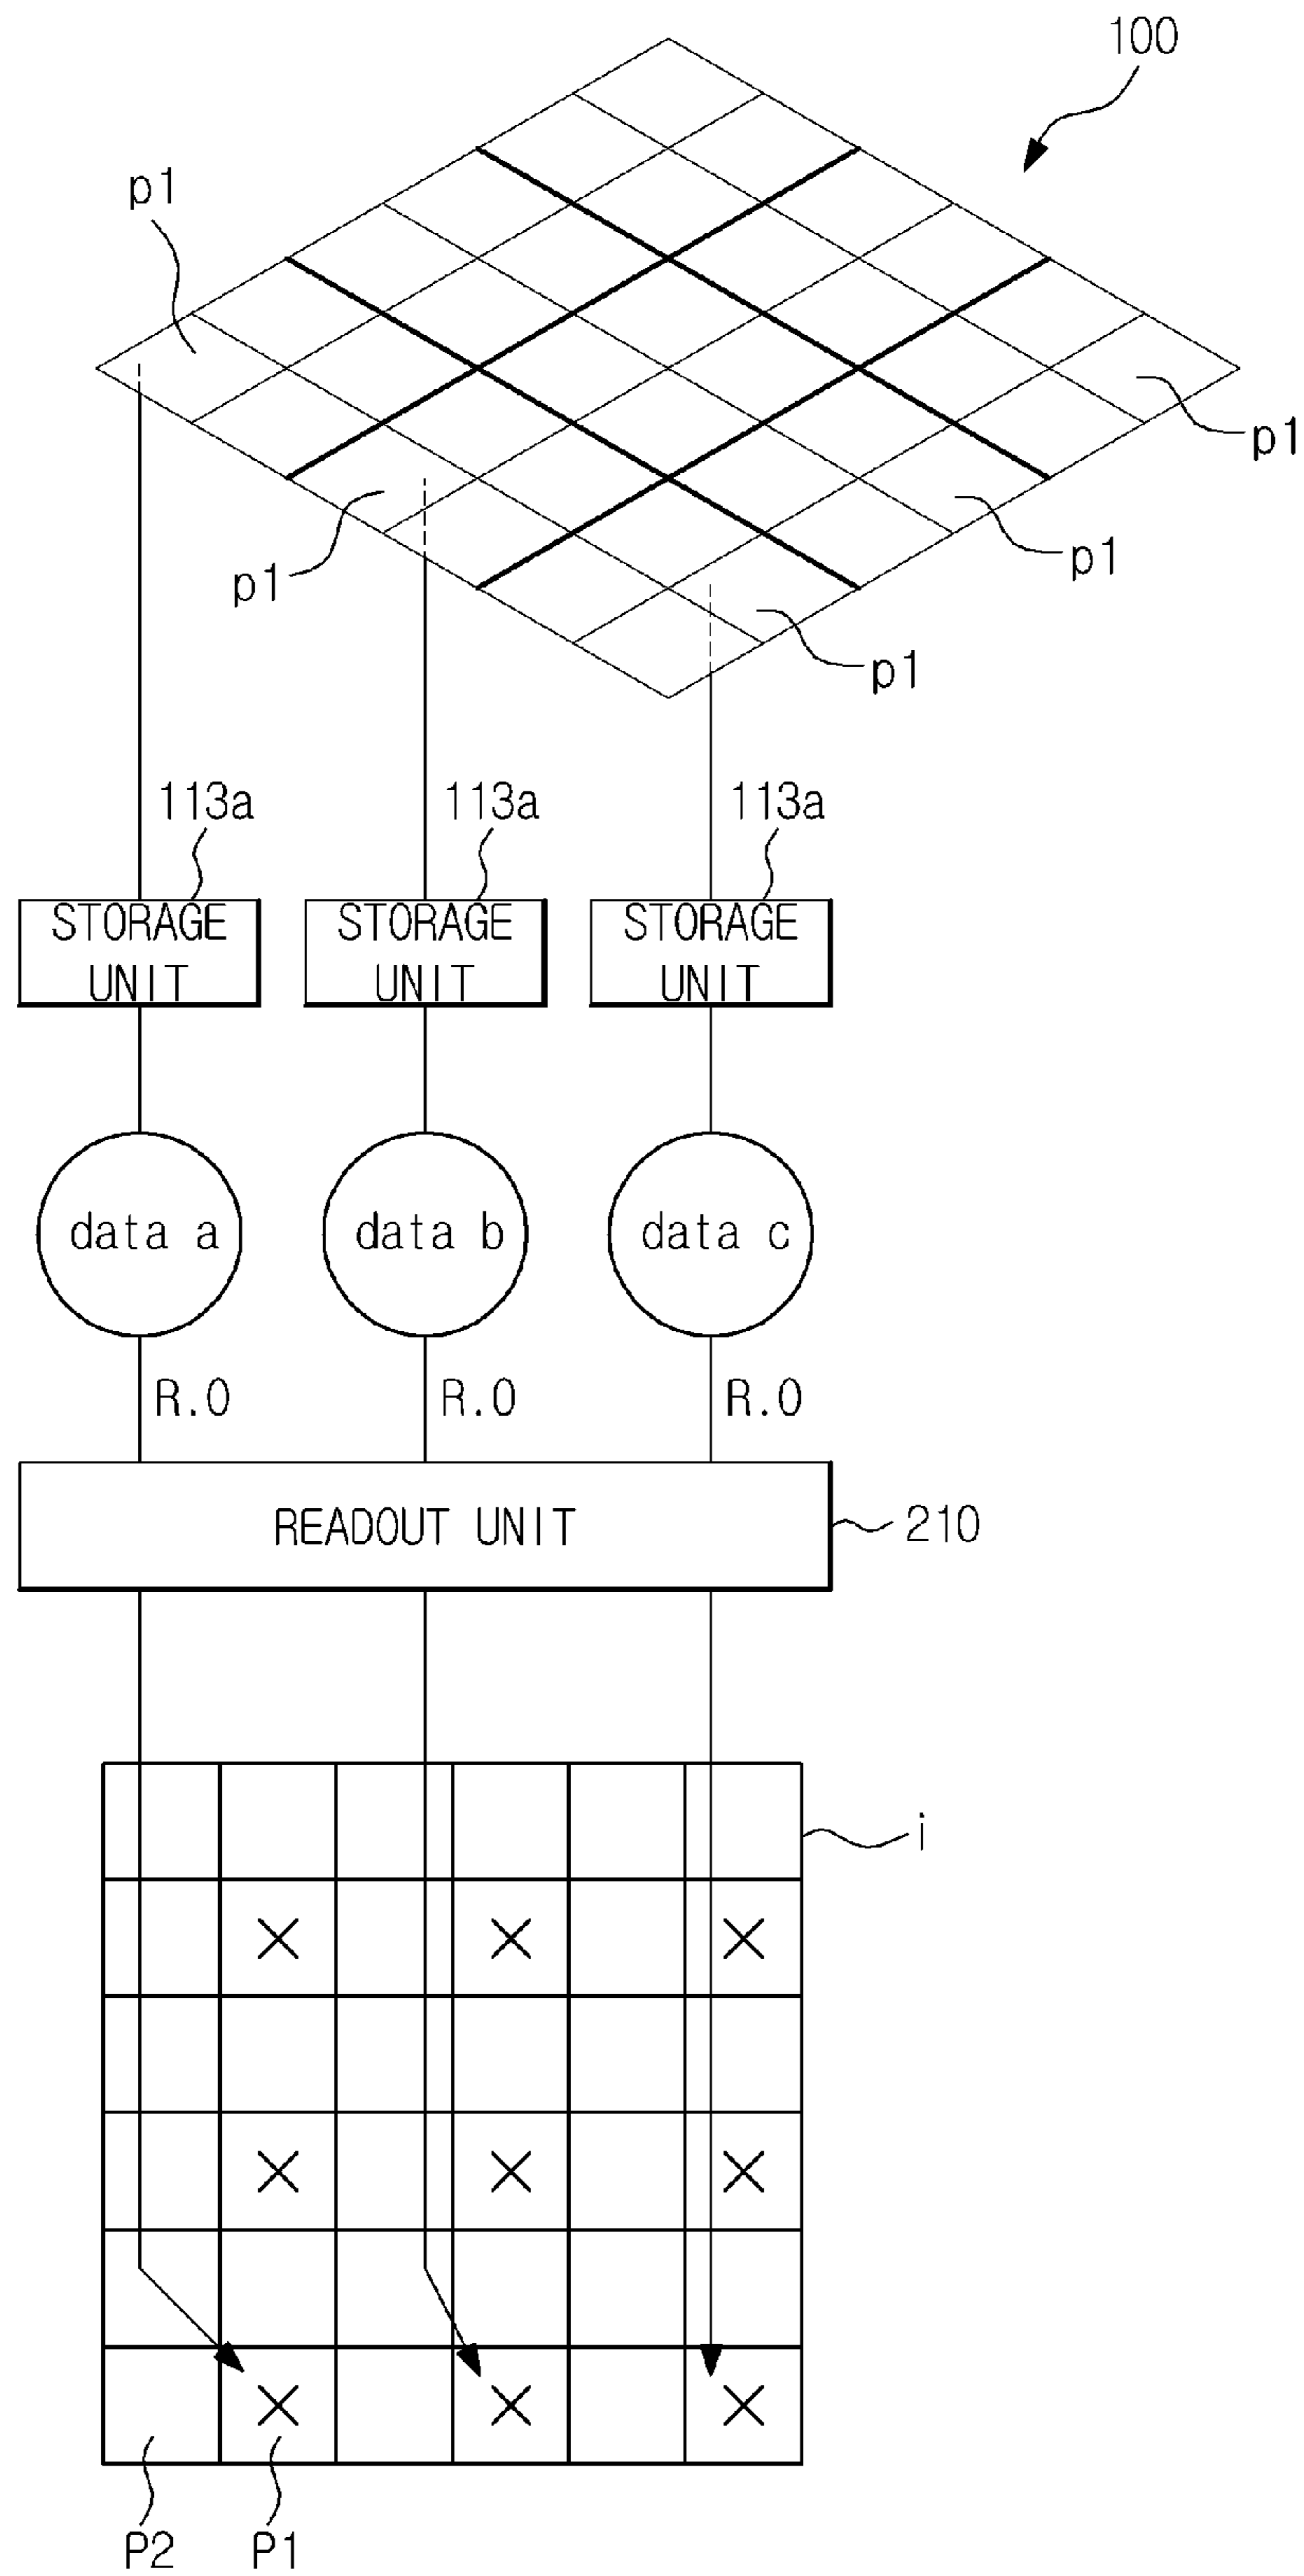 100
p1
p1
p1
p1
p1
113a 113a 113a
STORAGE UNIT
STORAGE UNIT
STORAGE UNIT
data a data b data c
R.O R.O R.O
READOUT UNIT
210
i
P2 P1